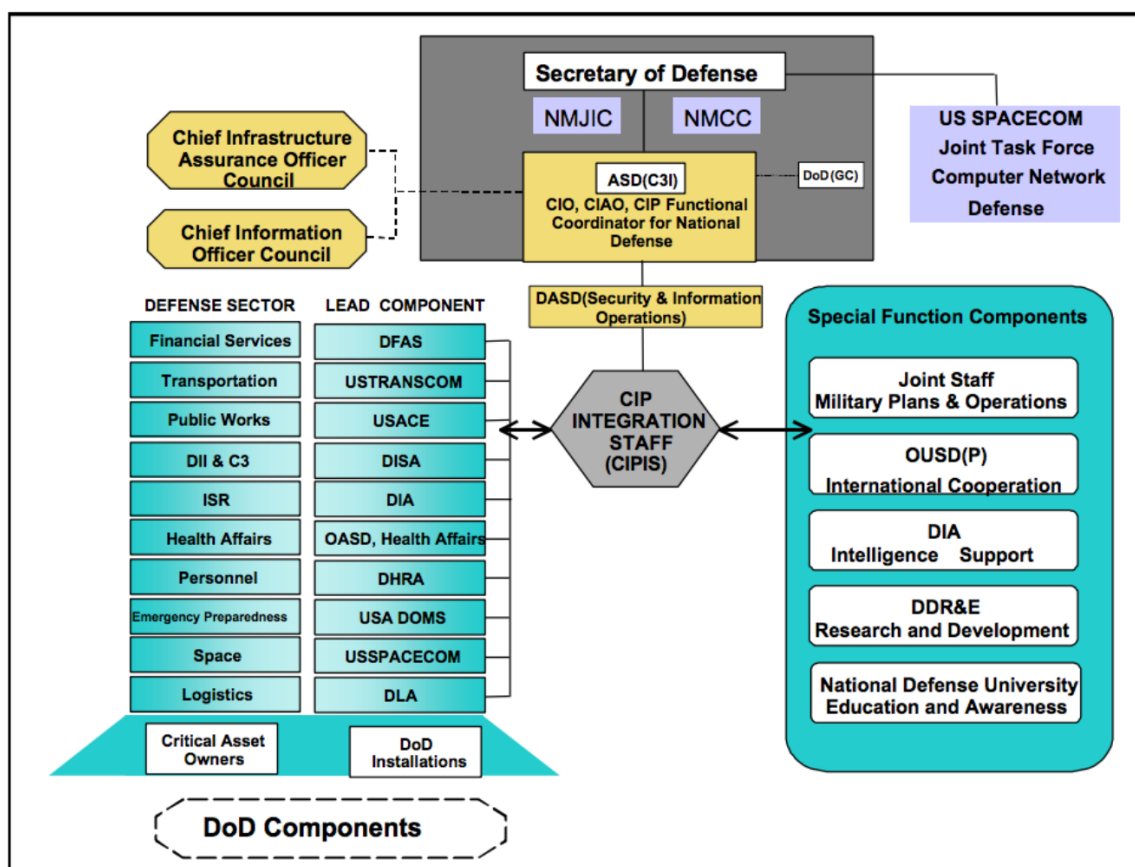 Secretary of Defense
NMJIC
NMCC
US SPACECOM
Joint Task Force
Computer Network
Defense
Chief Infrastructure
Assurance Officer
Council
ASD(C3I)
CIO, CIAO, CIP Functional
Coordinator for National
Defense
DoD(GC)
Chief Information
Officer Council
DASD(Security & Information
Operations)
DEFENSE SECTOR
LEAD COMPONENT
Financial Services
DFAS
Transportation
USTRANSCOM
Public Works
USACE
DII & C3
DISA
ISR
DIA
Health Affairs
OASD, Health Affairs
Personnel
DHRA
Emergency Preparedness
USA DOMS
Space
USSPACECOM
Logistics
DLA
Critical Asset
Owners
DoD
Installations
DoD Components
CIP
INTEGRATION
STAFF
(CIPIS)
Special Function Components
Joint Staff
Military Plans & Operations
OUSD(P)
International Cooperation
DIA
Intelligence Support
DDR&E
Research and Development
National Defense University
Education and Awareness